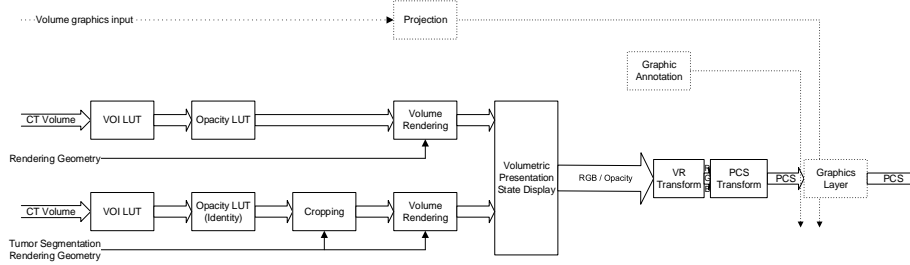 Volume graphics input
Projection
Graphic
Annotation
CT Volume
VOI LUT
Opacity LUT
Volume
Rendering
Rendering Geometry
Volumetric
Presentation
State Display
RGB / Opacity
VR
Transform
PCS
Transform
PCS
Graphics
Layer
PCS
CT Volume
VOI LUT
Opacity LUT
(Identity)
Cropping
Volume
Rendering
Tumor Segmentation
Rendering Geometry